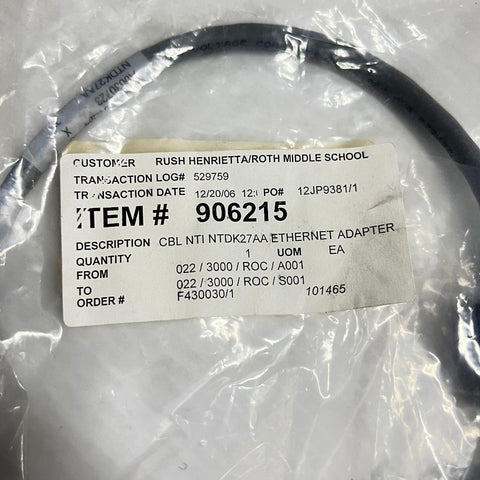 NTDK27AA
CUSTOMER RUSH HENRIETTA/ROTH MIDDLE SCHOOL
TRANSACTION LOG# 529759
TRANSACTION DATE 12/20/06 12: PO# 12JP9381/1
ITEM # 906215
DESCRIPTION CBL NTI NTDK27AA ETHERNET ADAPTER
QUANTITY 1 UOM EA
FROM 022 / 3000 / ROC / A001
TO 022 / 3000 / ROC / S001
ORDER # F430030/1 101465